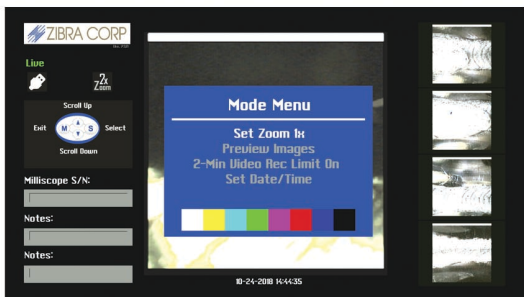 ZIBRA CORP
Live
2x
Zoom
Scroll Up
Exit
M
S
Select
Scroll Down
Milliscope S/N:
Notes:
Notes:
Mode Menu
Set Zoom 1x
Preview Images
2-Min Video Rec Limit On
Set Date/Time
10-24-2018 14:44:35